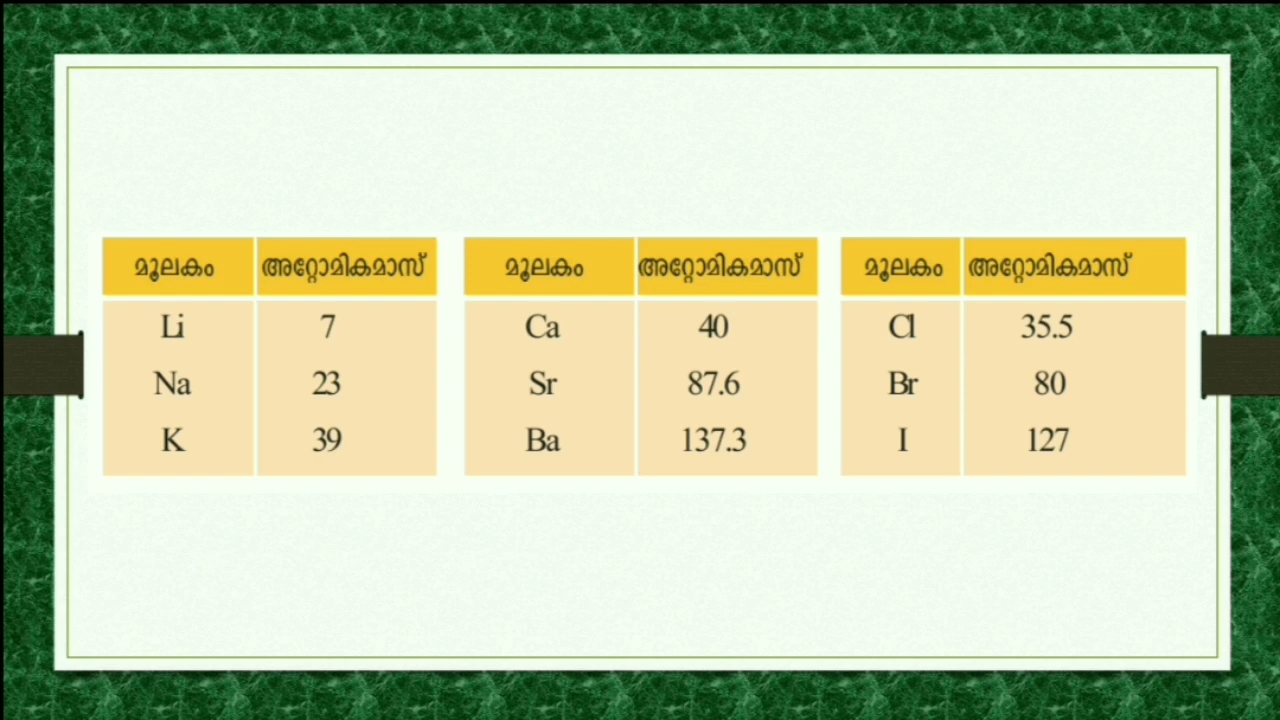 മൂലകം അറ്റോമികമാസ് മൂലകം അറ്റോമികമാസ് മൂലകം അറ്റോമികമാസ്
Li 7 Ca 40 Cl 35.5
Na 23 Sr 87.6 Br 80
K 39 Ba 137.3 I 127